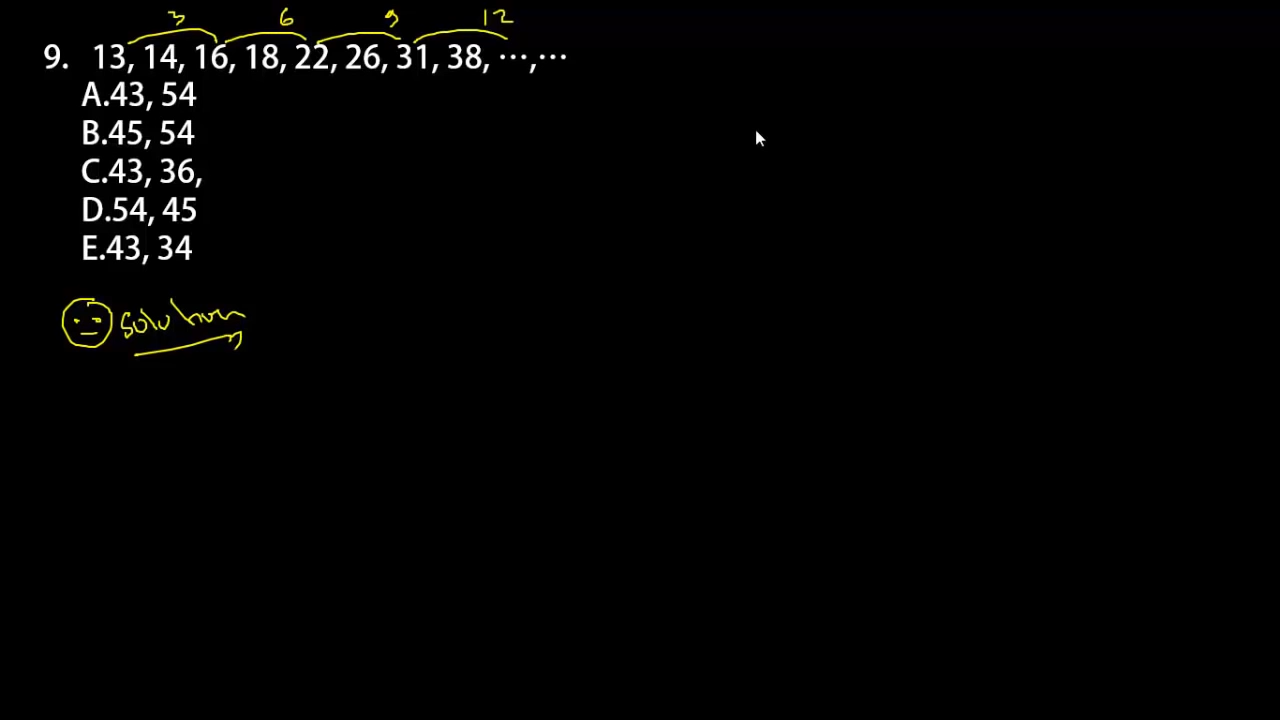 3 6 9 12
9. 13, 14, 16, 18, 22, 26, 31, 38, ···,···
A.43, 54
B.45, 54
C.43, 36,
D.54, 45
E.43, 34
solution